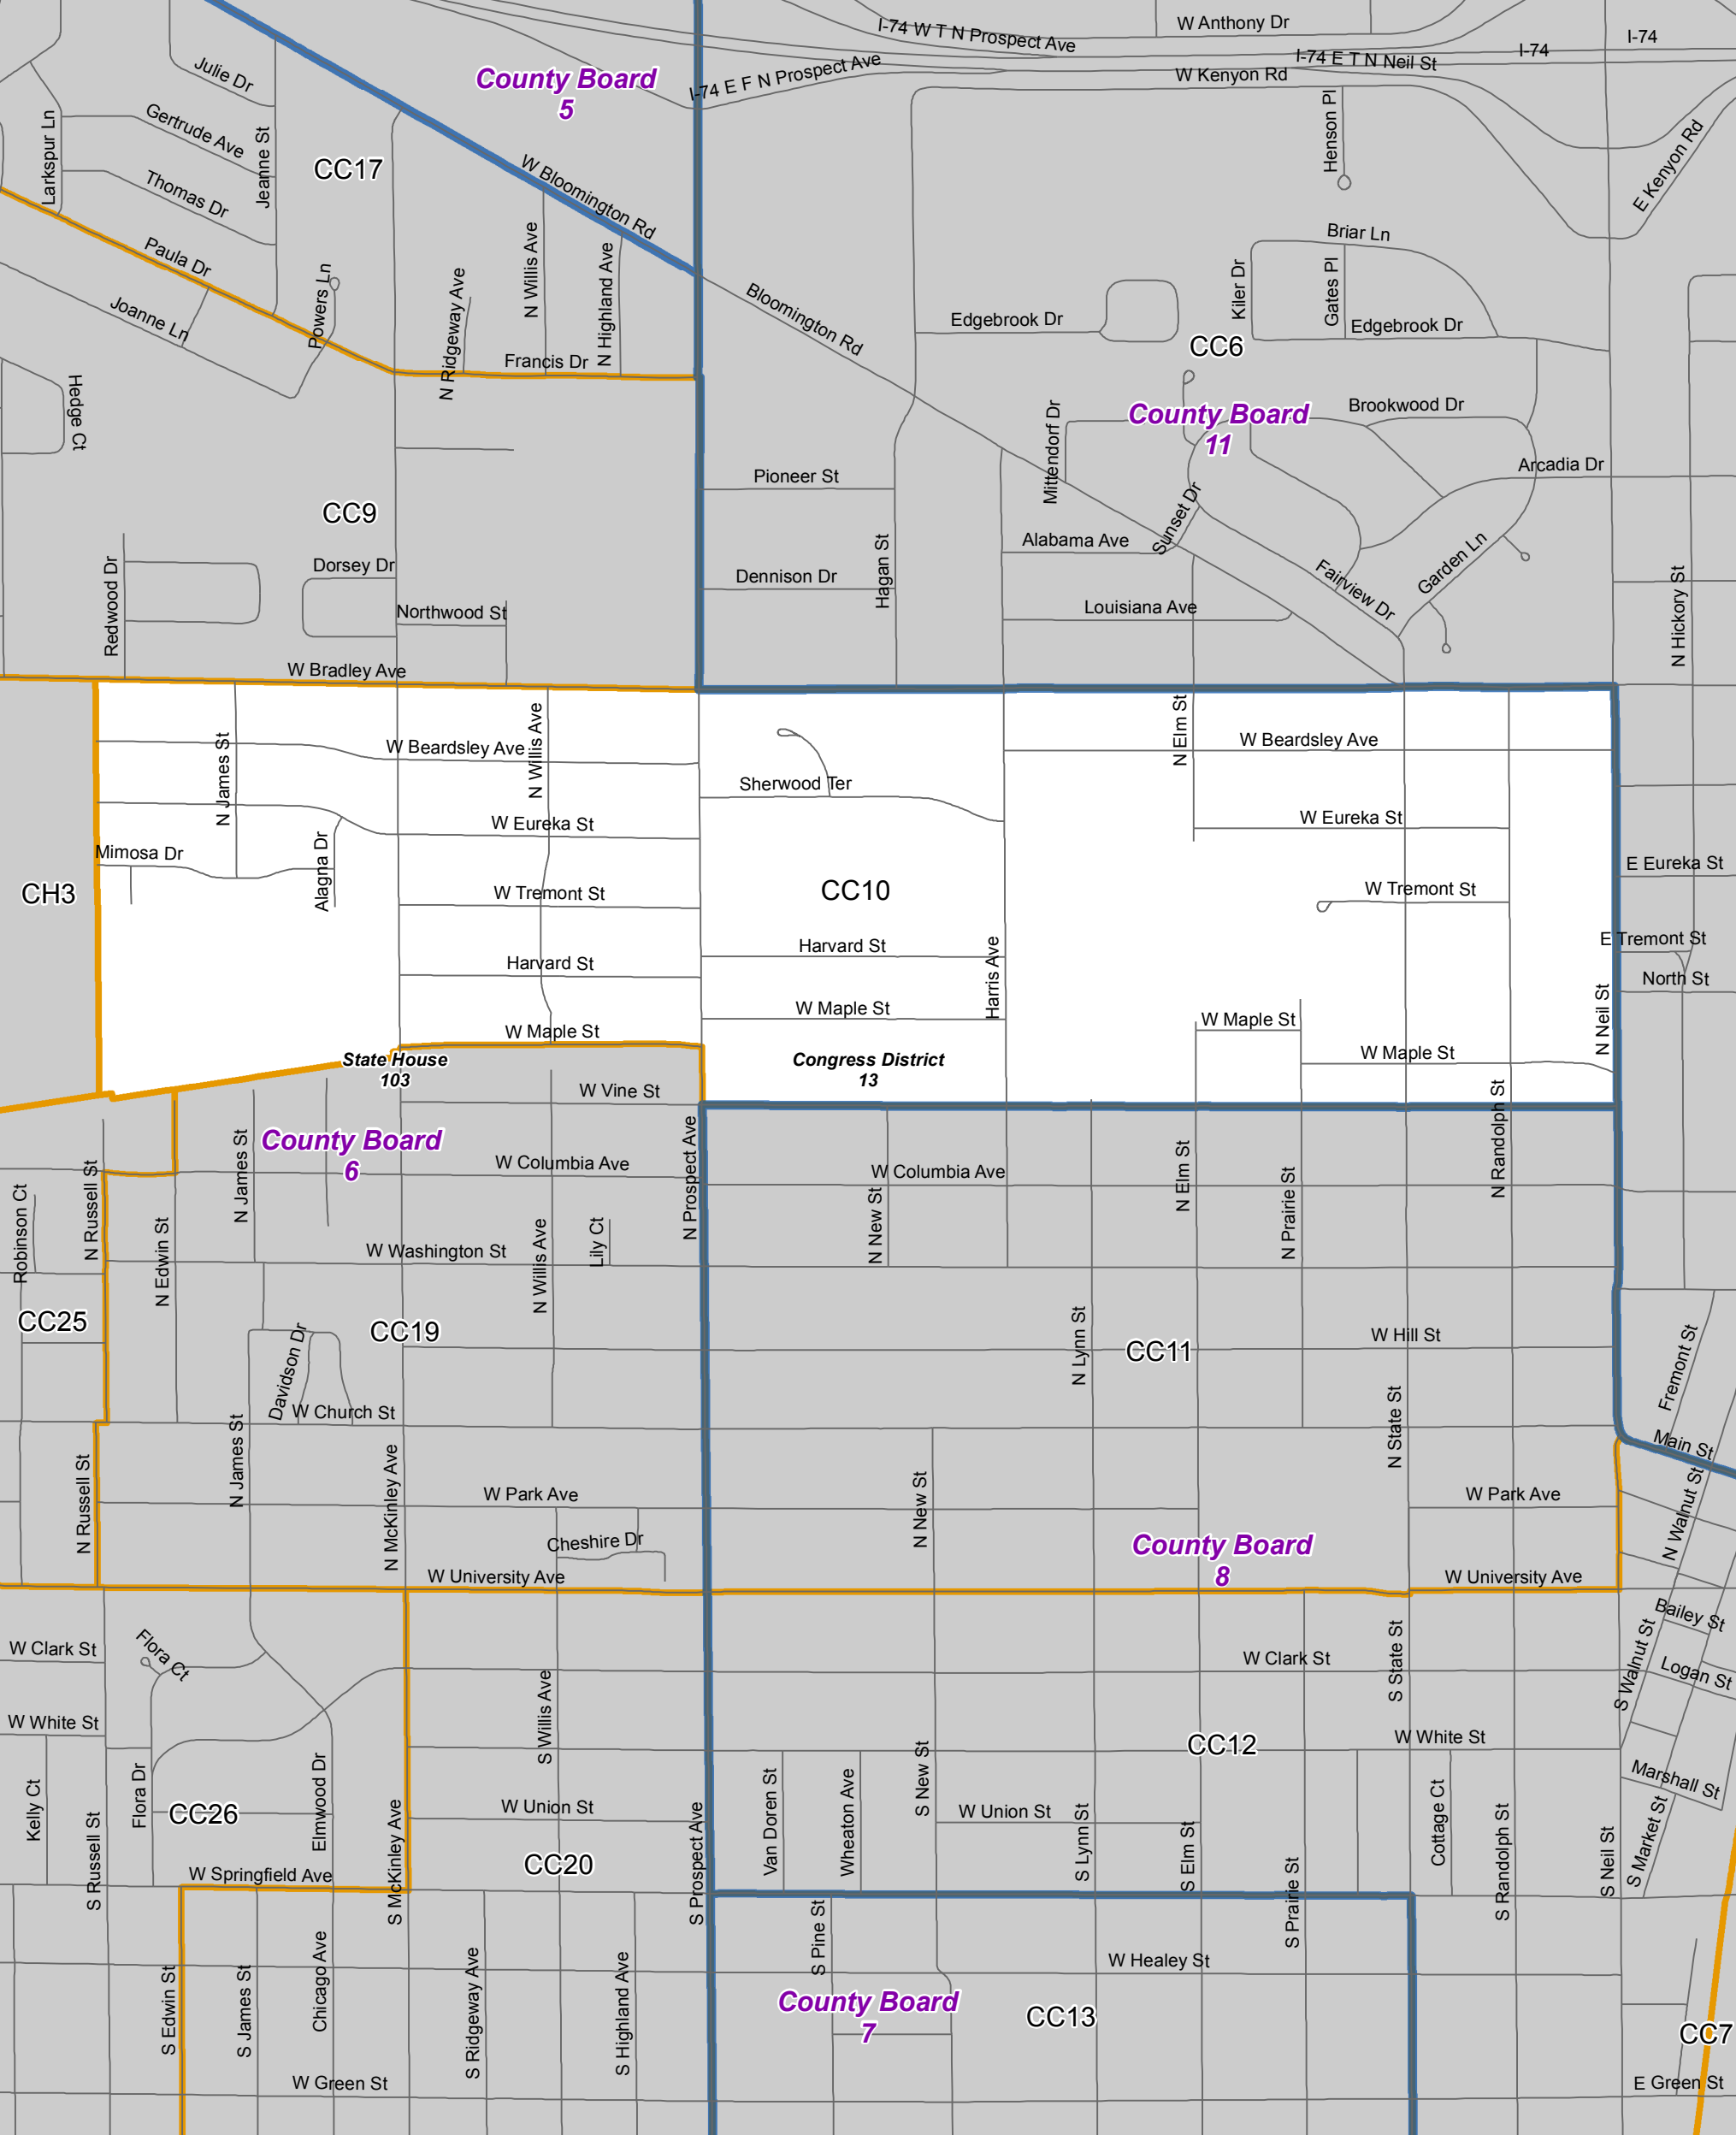 W Anthony Dr
I-74 W T N Prospect Ave
I-74
I-74
I-74 E T N Neil St
I-74 E F N Prospect Ave
W Kenyon Rd
County Board
5
Julie Dr
Gertrude Ave
Larkspur Ln
Jeanne St
Thomas Dr
CC17
W Bloomington Rd
Henson Pl
E Kenyon Rd
Paula Dr
Joanne Ln
Powers Ln
N Ridgeway Ave
N Willis Ave
N Highland Ave
Francis Dr
Bloomington Rd
Edgebrook Dr
Kiler Dr
Briar Ln
Gates Pl
Edgebrook Dr
CC6
County Board
11
Hedge Ct
Mittendorf Dr
Brookwood Dr
Arcadia Dr
Pioneer St
CC9
Hagan St
Alabama Ave
Sunset Dr
Dennison Dr
Louisiana Ave
Fairview Dr
Garden Ln
N Hickory St
Redwood Dr
Dorsey Dr
Northwood St
W Bradley Ave
N James St
W Beardsley Ave
N Willis Ave
Sherwood Ter
N Elm St
W Beardsley Ave
W Eureka St
W Eureka St
Mimosa Dr
Alagna Dr
E Eureka St
CH3
W Tremont St
CC10
W Tremont St
Harvard St
Harvard St
Harris Ave
E Tremont St
North St
W Maple St
W Maple St
W Maple St
W Maple St
N Neil St
State House
103
Congress District
13
W Vine St
N Randolph St
County Board
6
N James St
N Russell St
Robinson Ct
N Edwin St
W Columbia Ave
N Prospect Ave
W Columbia Ave
N New St
N Elm St
N Prairie St
W Washington St
N Willis Ave
Lily Ct
CC25
CC19
Davidson Dr
N Lynn St
CC11
W Hill St
Fremont St
W Church St
N James St
N Russell St
N McKinley Ave
N State St
Main St
W Park Ave
N New St
W Park Ave
N Walnut St
Cheshire Dr
County Board
8
W University Ave
W University Ave
Bailey St
W Clark St
Flora Ct
W Clark St
S State St
S Walnut St
Logan St
S Willis Ave
W White St
CC12
W White St
Marshall St
Kelly Ct
Flora Dr
CC26
Elmwood Dr
S Russell St
W Union St
Van Doren St
Wheaton Ave
S New St
W Union St
S Lynn St
S Elm St
Cottage Ct
S Randolph St
S Neil St
S Market St
W Springfield Ave
S McKinley Ave
CC20
S Prospect Ave
S Pine St
S Prairie St
W Healey St
S Edwin St
S James St
Chicago Ave
S Ridgeway Ave
S Highland Ave
County Board
7
CC13
CC7
W Green St
E Green St